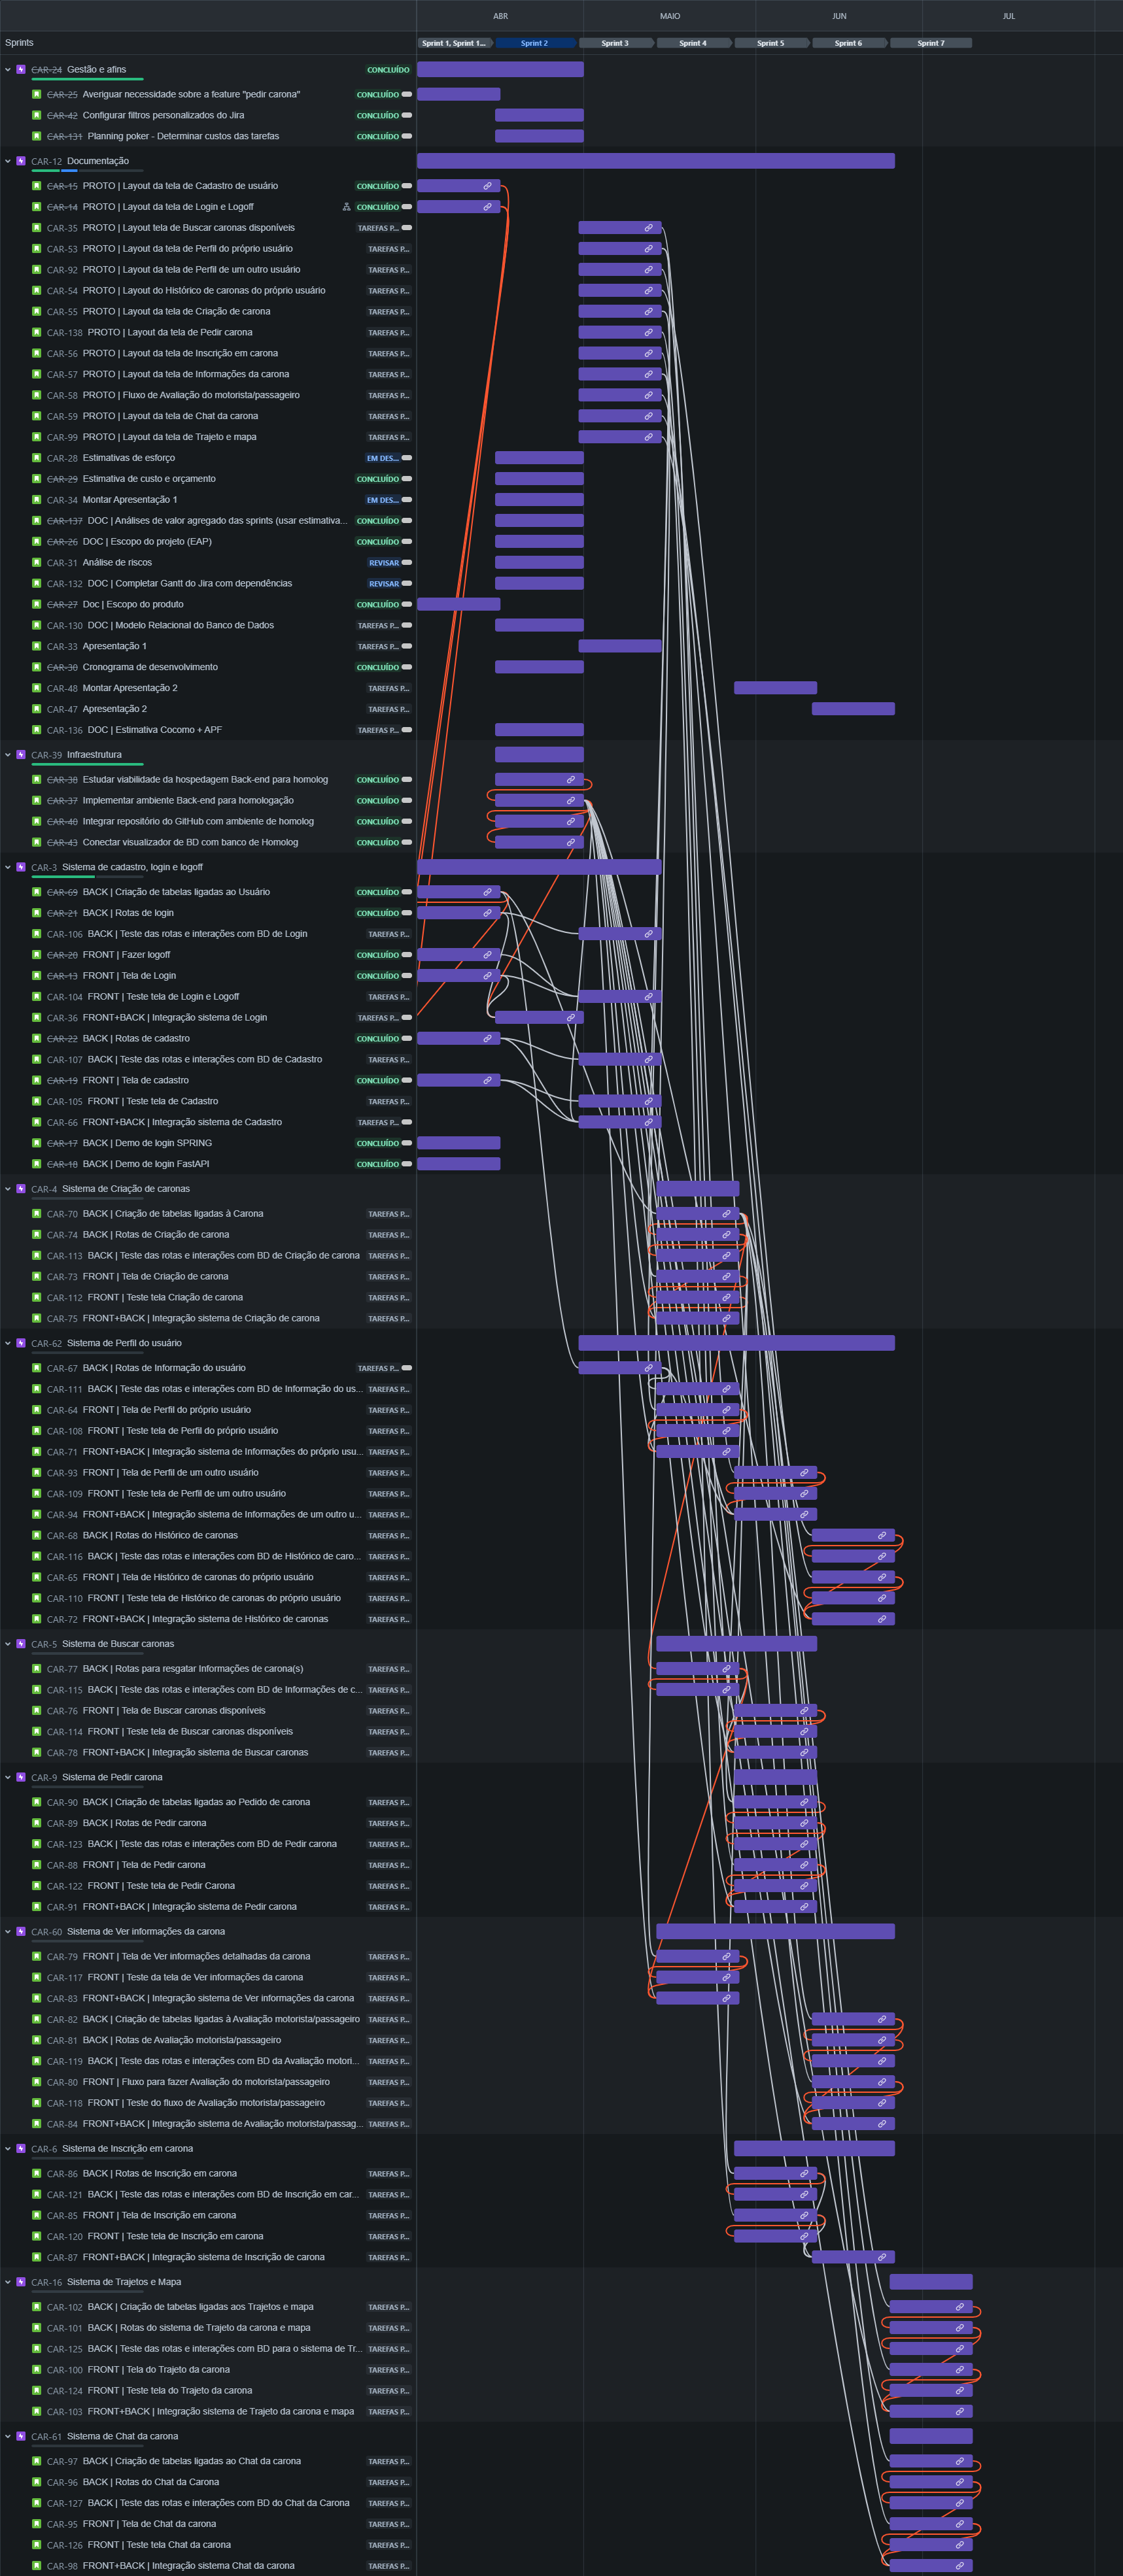 ABR MAIO JUN JUL
Sprints Sprint 1, Sprint 1... Sprint 2 Sprint 3 Sprint 4 Sprint 5 Sprint 6 Sprint 7
CAR-24 Gestão e afins CONCLUÍDO
CAR-25 Averiguar necessidade sobre a feature "pedir carona" CONCLUÍDO
CAR-42 Configurar filtros personalizados do Jira CONCLUÍDO
CAR-131 Planning poker - Determinar custos das tarefas CONCLUÍDO
CAR-12 Documentação
CAR-15 PROTO | Layout da tela de Cadastro de usuário CONCLUÍDO
CAR-14 PROTO | Layout da tela de Login e Logoff CONCLUÍDO
CAR-35 PROTO | Layout tela de Buscar caronas disponíveis TAREFAS P...
CAR-53 PROTO | Layout da tela de Perfil do próprio usuário TAREFAS P...
CAR-92 PROTO | Layout da tela de Perfil de um outro usuário TAREFAS P...
CAR-54 PROTO | Layout do Histórico de caronas do próprio usuário TAREFAS P...
CAR-55 PROTO | Layout da tela de Criação de carona TAREFAS P...
CAR-138 PROTO | Layout da tela de Pedir carona TAREFAS P...
CAR-56 PROTO | Layout da tela de Inscrição em carona TAREFAS P...
CAR-57 PROTO | Layout da tela de Informações da carona TAREFAS P...
CAR-58 PROTO | Fluxo de Avaliação do motorista/passageiro TAREFAS P...
CAR-59 PROTO | Layout da tela de Chat da carona TAREFAS P...
CAR-99 PROTO | Layout da tela de Trajeto e mapa TAREFAS P...
CAR-28 Estimativas de esforço EM DES...
CAR-29 Estimativa de custo e orçamento CONCLUÍDO
CAR-34 Montar Apresentação 1 EM DES...
CAR-137 DOC | Análises de valor agregado das sprints (usar estimativa... CONCLUÍDO
CAR-26 DOC | Escopo do projeto (EAP) CONCLUÍDO
CAR-31 Análise de riscos REVISAR
CAR-132 DOC | Completar Gantt do Jira com dependências REVISAR
CAR-27 Doc | Escopo do produto CONCLUÍDO
CAR-130 DOC | Modelo Relacional do Banco de Dados TAREFAS P...
CAR-33 Apresentação 1 TAREFAS P...
CAR-30 Cronograma de desenvolvimento CONCLUÍDO
CAR-48 Montar Apresentação 2 TAREFAS P...
CAR-47 Apresentação 2 TAREFAS P...
CAR-136 DOC | Estimativa Cocomo + APF TAREFAS P...
CAR-39 Infraestrutura
CAR-38 Estudar viabilidade da hospedagem Back-end para homolog CONCLUÍDO
CAR-37 Implementar ambiente Back-end para homologação CONCLUÍDO
CAR-40 Integrar repositório do GitHub com ambiente de homolog CONCLUÍDO
CAR-43 Conectar visualizador de BD com banco de Homolog CONCLUÍDO
CAR-3 Sistema de cadastro, login e logoff
CAR-69 BACK | Criação de tabelas ligadas ao Usuário CONCLUÍDO
CAR-21 BACK | Rotas de login CONCLUÍDO
CAR-106 BACK | Teste das rotas e interações com BD de Login TAREFAS P...
CAR-20 FRONT | Fazer logoff CONCLUÍDO
CAR-13 FRONT | Tela de Login CONCLUÍDO
CAR-104 FRONT | Teste tela de Login e Logoff TAREFAS P...
CAR-36 FRONT+BACK | Integração sistema de Login TAREFAS P...
CAR-22 BACK | Rotas de cadastro CONCLUÍDO
CAR-107 BACK | Teste das rotas e interações com BD de Cadastro TAREFAS P...
CAR-19 FRONT | Tela de cadastro CONCLUÍDO
CAR-105 FRONT | Teste tela de Cadastro TAREFAS P...
CAR-66 FRONT+BACK | Integração sistema de Cadastro TAREFAS P...
CAR-17 BACK | Demo de login SPRING CONCLUÍDO
CAR-18 BACK | Demo de login FastAPI CONCLUÍDO
CAR-4 Sistema de Criação de caronas
CAR-70 BACK | Criação de tabelas ligadas à Carona TAREFAS P...
CAR-74 BACK | Rotas de Criação de carona TAREFAS P...
CAR-113 BACK | Teste das rotas e interações com BD de Criação de carona TAREFAS P...
CAR-73 FRONT | Tela de Criação de carona TAREFAS P...
CAR-112 FRONT | Teste tela Criação de carona TAREFAS P...
CAR-75 FRONT+BACK | Integração sistema de Criação de carona TAREFAS P...
CAR-62 Sistema de Perfil do usuário
CAR-67 BACK | Rotas de Informação do usuário TAREFAS P...
CAR-111 BACK | Teste das rotas e interações com BD de Informação do us... TAREFAS P...
CAR-64 FRONT | Tela de Perfil do próprio usuário TAREFAS P...
CAR-108 FRONT | Teste tela de Perfil do próprio usuário TAREFAS P...
CAR-71 FRONT+BACK | Integração sistema de Informações do próprio usu... TAREFAS P...
CAR-93 FRONT | Tela de Perfil de um outro usuário TAREFAS P...
CAR-109 FRONT | Teste tela de Perfil de um outro usuário TAREFAS P...
CAR-94 FRONT+BACK | Integração sistema de Informações de um outro u... TAREFAS P...
CAR-68 BACK | Rotas do Histórico de caronas TAREFAS P...
CAR-116 BACK | Teste das rotas e interações com BD de Histórico de caro... TAREFAS P...
CAR-65 FRONT | Tela de Histórico de caronas do próprio usuário TAREFAS P...
CAR-110 FRONT | Teste tela de Histórico de caronas do próprio usuário TAREFAS P...
CAR-72 FRONT+BACK | Integração sistema de Histórico de caronas TAREFAS P...
CAR-5 Sistema de Buscar caronas
CAR-77 BACK | Rotas para resgatar Informações de carona(s) TAREFAS P...
CAR-115 BACK | Teste das rotas e interações com BD de Informações de c... TAREFAS P...
CAR-76 FRONT | Tela de Buscar caronas disponíveis TAREFAS P...
CAR-114 FRONT | Teste tela de Buscar caronas disponíveis TAREFAS P...
CAR-78 FRONT+BACK | Integração sistema de Buscar caronas TAREFAS P...
CAR-9 Sistema de Pedir carona
CAR-90 BACK | Criação de tabelas ligadas ao Pedido de carona TAREFAS P...
CAR-89 BACK | Rotas de Pedir carona TAREFAS P...
CAR-123 BACK | Teste das rotas e interações com BD de Pedir carona TAREFAS P...
CAR-88 FRONT | Tela de Pedir carona TAREFAS P...
CAR-122 FRONT | Teste tela de Pedir Carona TAREFAS P...
CAR-91 FRONT+BACK | Integração sistema de Pedir carona TAREFAS P...
CAR-60 Sistema de Ver informações da carona
CAR-79 FRONT | Tela de Ver informações detalhadas da carona TAREFAS P...
CAR-117 FRONT | Teste da tela de Ver informações da carona TAREFAS P...
CAR-83 FRONT+BACK | Integração sistema de Ver informações da carona TAREFAS P...
CAR-82 BACK | Criação de tabelas ligadas à Avaliação motorista/passageiro TAREFAS P...
CAR-81 BACK | Rotas de Avaliação motorista/passageiro TAREFAS P...
CAR-119 BACK | Teste das rotas e interações com BD da Avaliação motori... TAREFAS P...
CAR-80 FRONT | Fluxo para fazer Avaliação do motorista/passageiro TAREFAS P...
CAR-118 FRONT | Teste do fluxo de Avaliação motorista/passageiro TAREFAS P...
CAR-84 FRONT+BACK | Integração sistema de Avaliação motorista/passag... TAREFAS P...
CAR-6 Sistema de Inscrição em carona
CAR-86 BACK | Rotas de Inscrição em carona TAREFAS P...
CAR-121 BACK | Teste das rotas e interações com BD de Inscrição em car... TAREFAS P...
CAR-85 FRONT | Tela de Inscrição em carona TAREFAS P...
CAR-120 FRONT | Teste tela de Inscrição em carona TAREFAS P...
CAR-87 FRONT+BACK | Integração sistema de Inscrição de carona TAREFAS P...
CAR-16 Sistema de Trajetos e Mapa
CAR-102 BACK | Criação de tabelas ligadas aos Trajetos e mapa TAREFAS P...
CAR-101 BACK | Rotas do sistema de Trajeto da carona e mapa TAREFAS P...
CAR-125 BACK | Teste das rotas e interações com BD para o sistema de Tr... TAREFAS P...
CAR-100 FRONT | Tela do Trajeto da carona TAREFAS P...
CAR-124 FRONT | Teste tela do Trajeto da carona TAREFAS P...
CAR-103 FRONT+BACK | Integração sistema de Trajeto da carona e mapa TAREFAS P...
CAR-61 Sistema de Chat da carona
CAR-97 BACK | Criação de tabelas ligadas ao Chat da carona TAREFAS P...
CAR-96 BACK | Rotas do Chat da Carona TAREFAS P...
CAR-127 BACK | Teste das rotas e interações com BD do Chat da Carona TAREFAS P...
CAR-95 FRONT | Tela de Chat da carona TAREFAS P...
CAR-126 FRONT | Teste tela Chat da carona TAREFAS P...
CAR-98 FRONT+BACK | Integração sistema Chat da carona TAREFAS P...